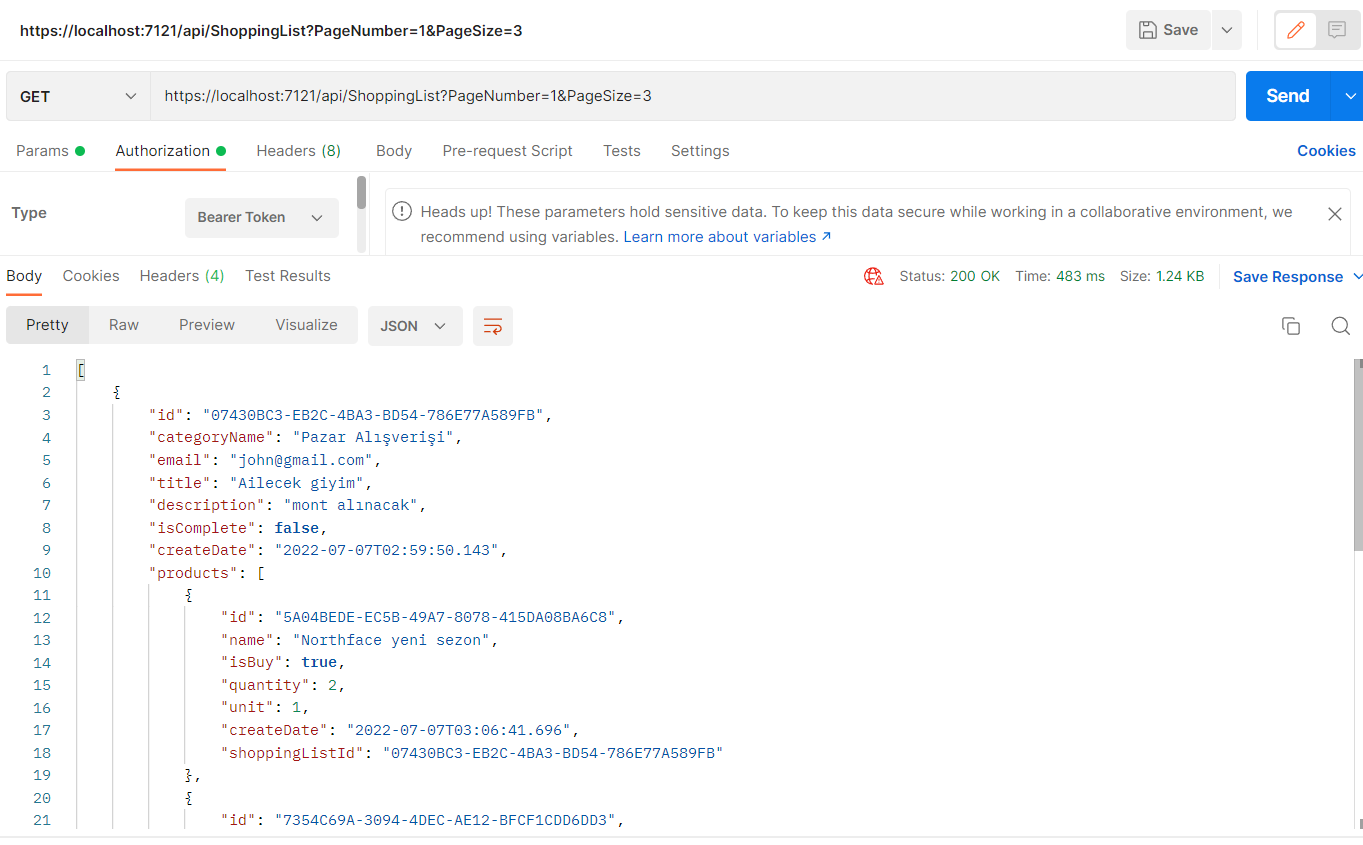 https://localhost:7121/api/ShoppingList?PageNumber=1&PageSize=3 Save
GET https://localhost:7121/api/ShoppingList?PageNumber=1&PageSize=3 Send
Params Authorization Headers (8) Body Pre-request Script Tests Settings Cookies
Type Bearer Token
Heads up! These parameters hold sensitive data. To keep this data secure while working in a collaborative environment, we
recommend using variables. Learn more about variables ↗
Body Cookies Headers (4) Test Results Status: 200 OK Time: 483 ms Size: 1.24 KB Save Response
Pretty Raw Preview Visualize JSON
1 [
2 {
3 "id": "07430BC3-EB2C-4BA3-BD54-786E77A589FB",
4 "categoryName": "Pazar Alışverişi",
5 "email": "john@gmail.com",
6 "title": "Ailecek giyim",
7 "description": "mont alınacak",
8 "isComplete": false,
9 "createDate": "2022-07-07T02:59:50.143",
10 "products": [
11 {
12 "id": "5A04BEDE-EC5B-49A7-8078-415DA08BA6C8",
13 "name": "Northface yeni sezon",
14 "isBuy": true,
15 "quantity": 2,
16 "unit": 1,
17 "createDate": "2022-07-07T03:06:41.696",
18 "shoppingListId": "07430BC3-EB2C-4BA3-BD54-786E77A589FB"
19 },
20 {
21 "id": "7354C69A-3094-4DEC-AE12-BFCF1CDD6DD3",